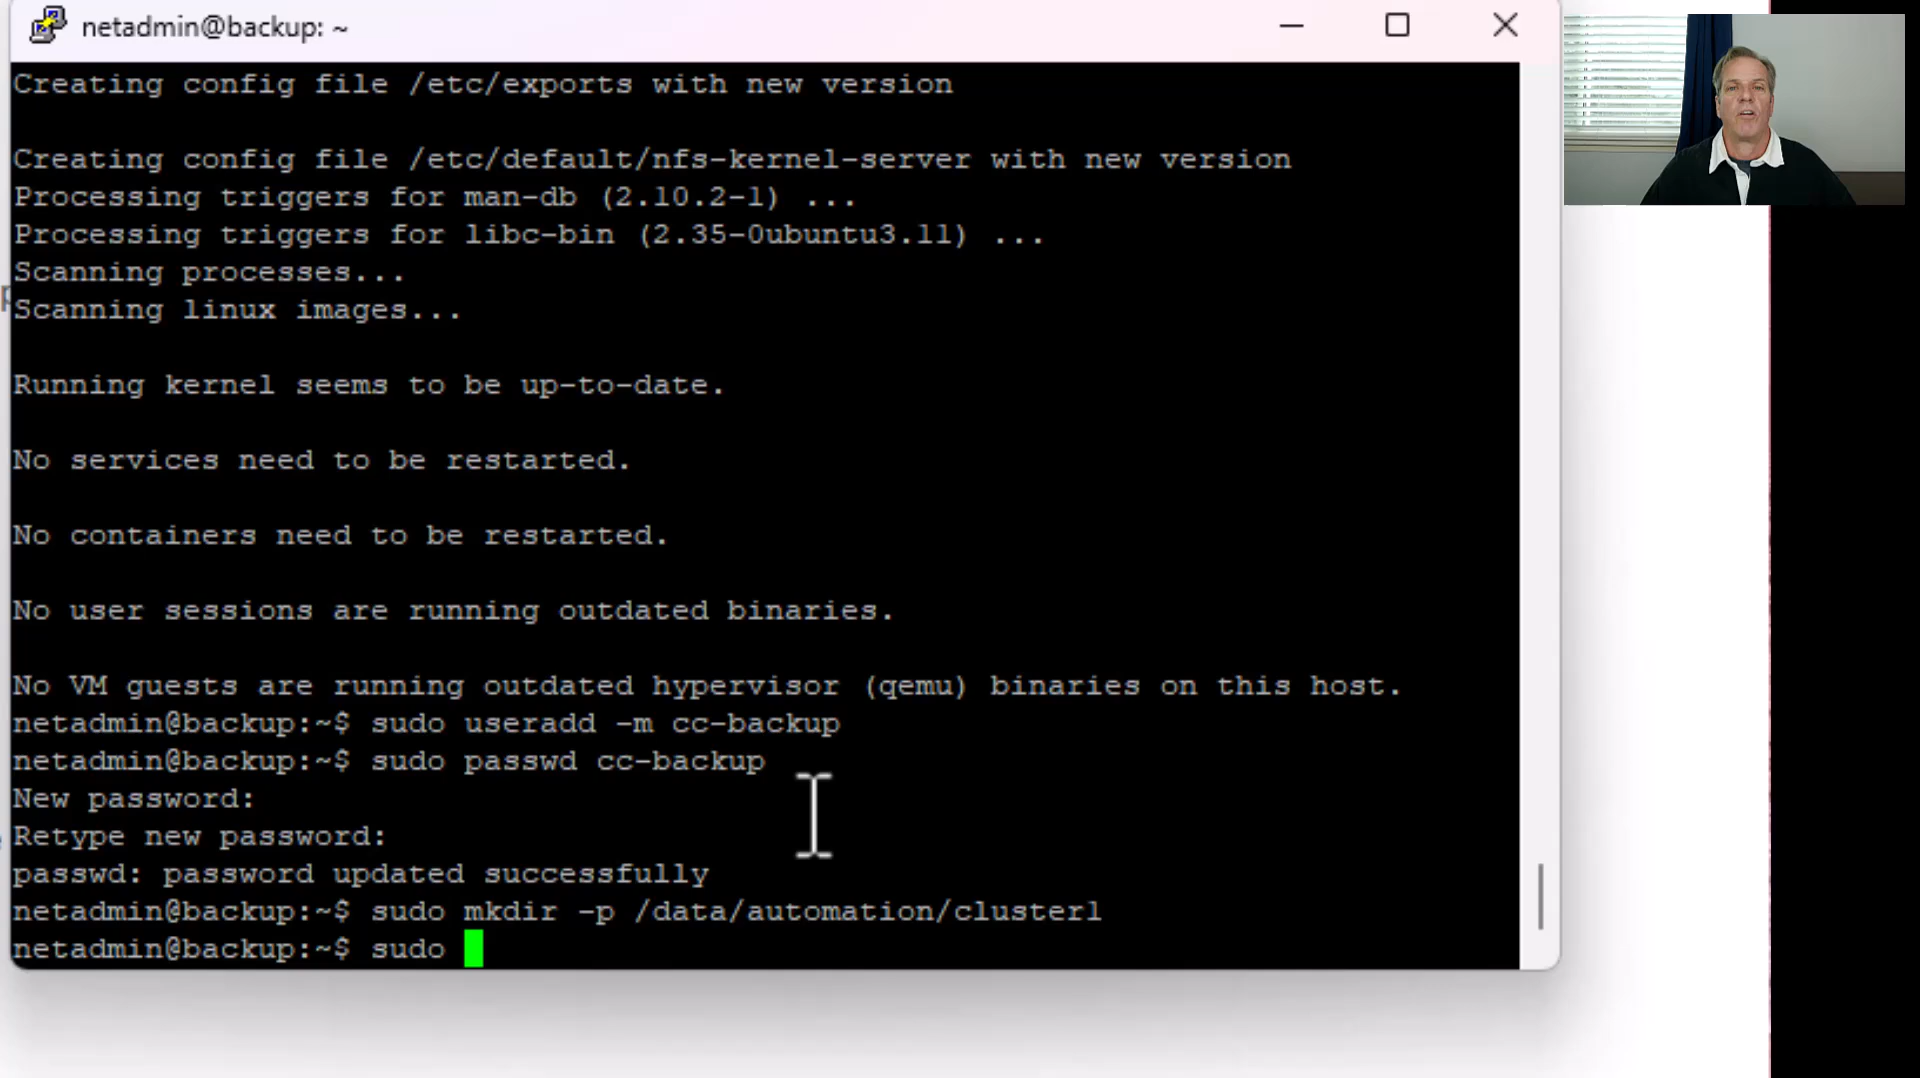 netadmin@backup: ~
Creating config file /etc/exports with new version
Creating config file /etc/default/nfs-kernel-server with new version
Processing triggers for man-db (2.10.2-1) ...
Processing triggers for libc-bin (2.35-0ubuntu3.11) ...
Scanning processes...
Scanning linux images...
Running kernel seems to be up-to-date.
No services need to be restarted.
No containers need to be restarted.
No user sessions are running outdated binaries.
No VM guests are running outdated hypervisor (qemu) binaries on this host.
netadmin@backup:~$ sudo useradd -m cc-backup
netadmin@backup:~$ sudo passwd cc-backup
New password:
Retype new password:
passwd: password updated successfully
netadmin@backup:~$ sudo mkdir -p /data/automation/cluster1
netadmin@backup:~$ sudo